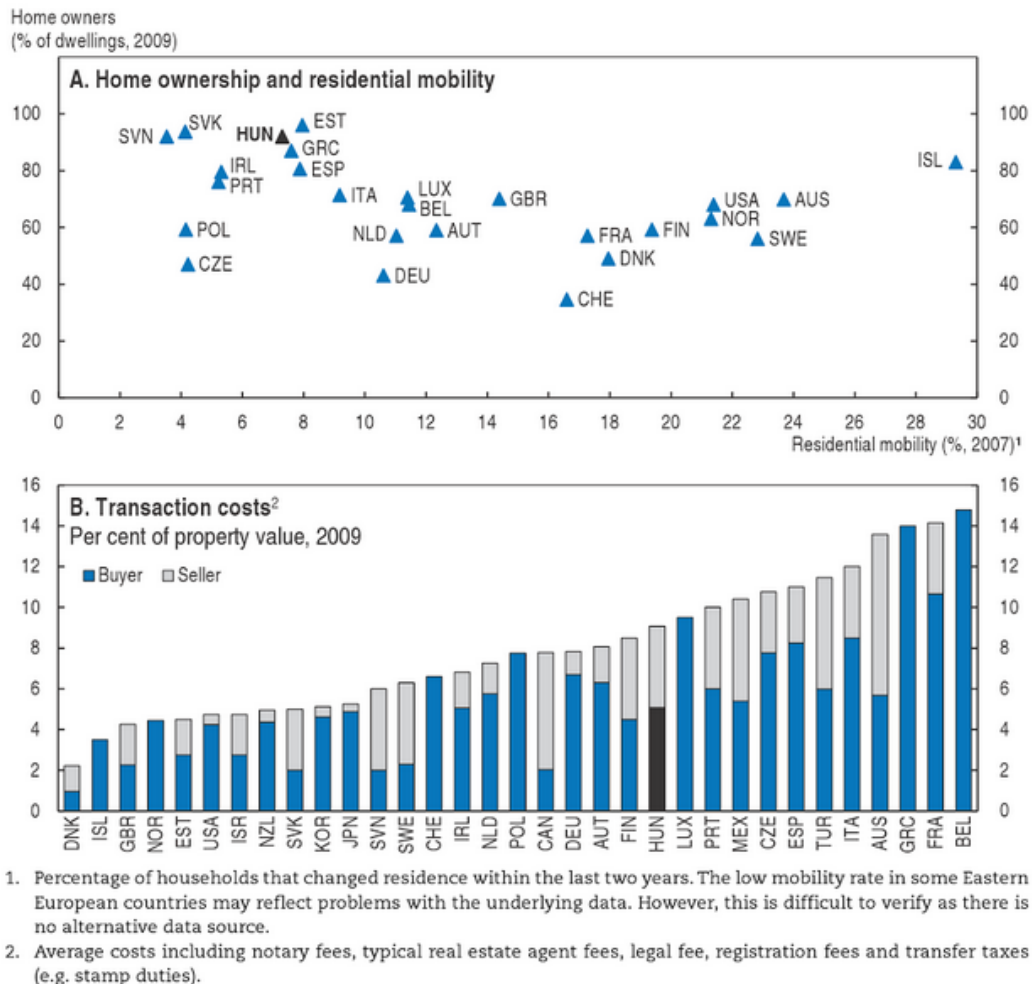 Home owners
(% of dwellings, 2009)
A. Home ownership and residential mobility
100 100
80 80
60 60
40 40
20 20
0 0
SVN SVK HUN EST
GRC
IRL ESP ISL
PRT
ITA LUX GBR USA AUS
BEL NOR
POL NLD AUT FRA FIN SWE
CZE DEU DNK
CHE
0 2 4 6 8 10 12 14 16 18 20 22 24 26 28 30
Residential mobility (%, 2007)¹
16 16
B. Transaction costs²
14 14
Per cent of property value, 2009
12 12
Buyer Seller
10 10
8 8
6 6
4 4
2 2
0 0
DNK ISL GBR NOR EST USA ISR NZL SVK KOR JPN SVN SWE CHE IRL NLD POL CAN DEU AUT FIN HUN LUX PRT MEX CZE ESP TUR ITA AUS GRC FRA BEL
1. Percentage of households that changed residence within the last two years. The low mobility rate in some Eastern
European countries may reflect problems with the underlying data. However, this is difficult to verify as there is
no alternative data source.
2. Average costs including notary fees, typical real estate agent fees, legal fee, registration fees and transfer taxes
(e.g. stamp duties).